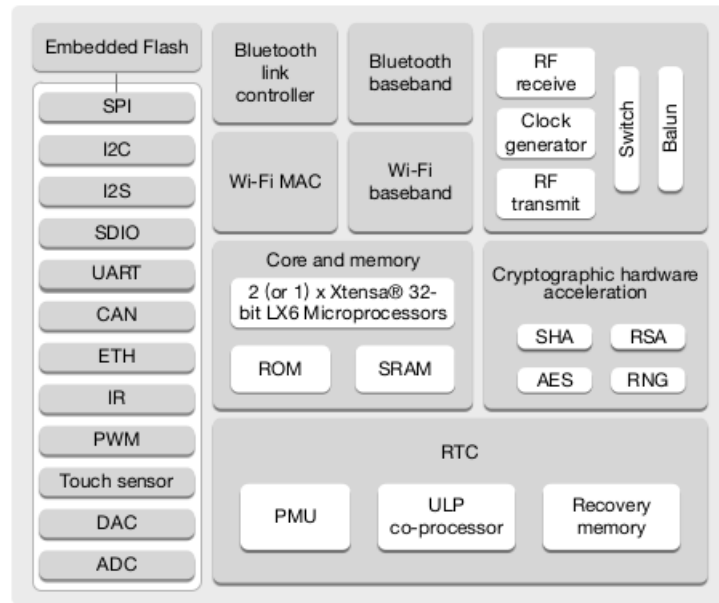 Embedded Flash
SPI
I2C
I2S
SDIO
UART
CAN
ETH
IR
PWM
Touch sensor
DAC
ADC
Bluetooth
link
controller
Bluetooth
baseband
Wi-Fi MAC
Wi-Fi
baseband
RF
receive
Clock
generator
RF
transmit
Switch
Balun
Core and memory
2 (or 1) x Xtensa® 32-
bit LX6 Microprocessors
ROM
SRAM
Cryptographic hardware
acceleration
SHA
RSA
AES
RNG
RTC
PMU
ULP
co-processor
Recovery
memory